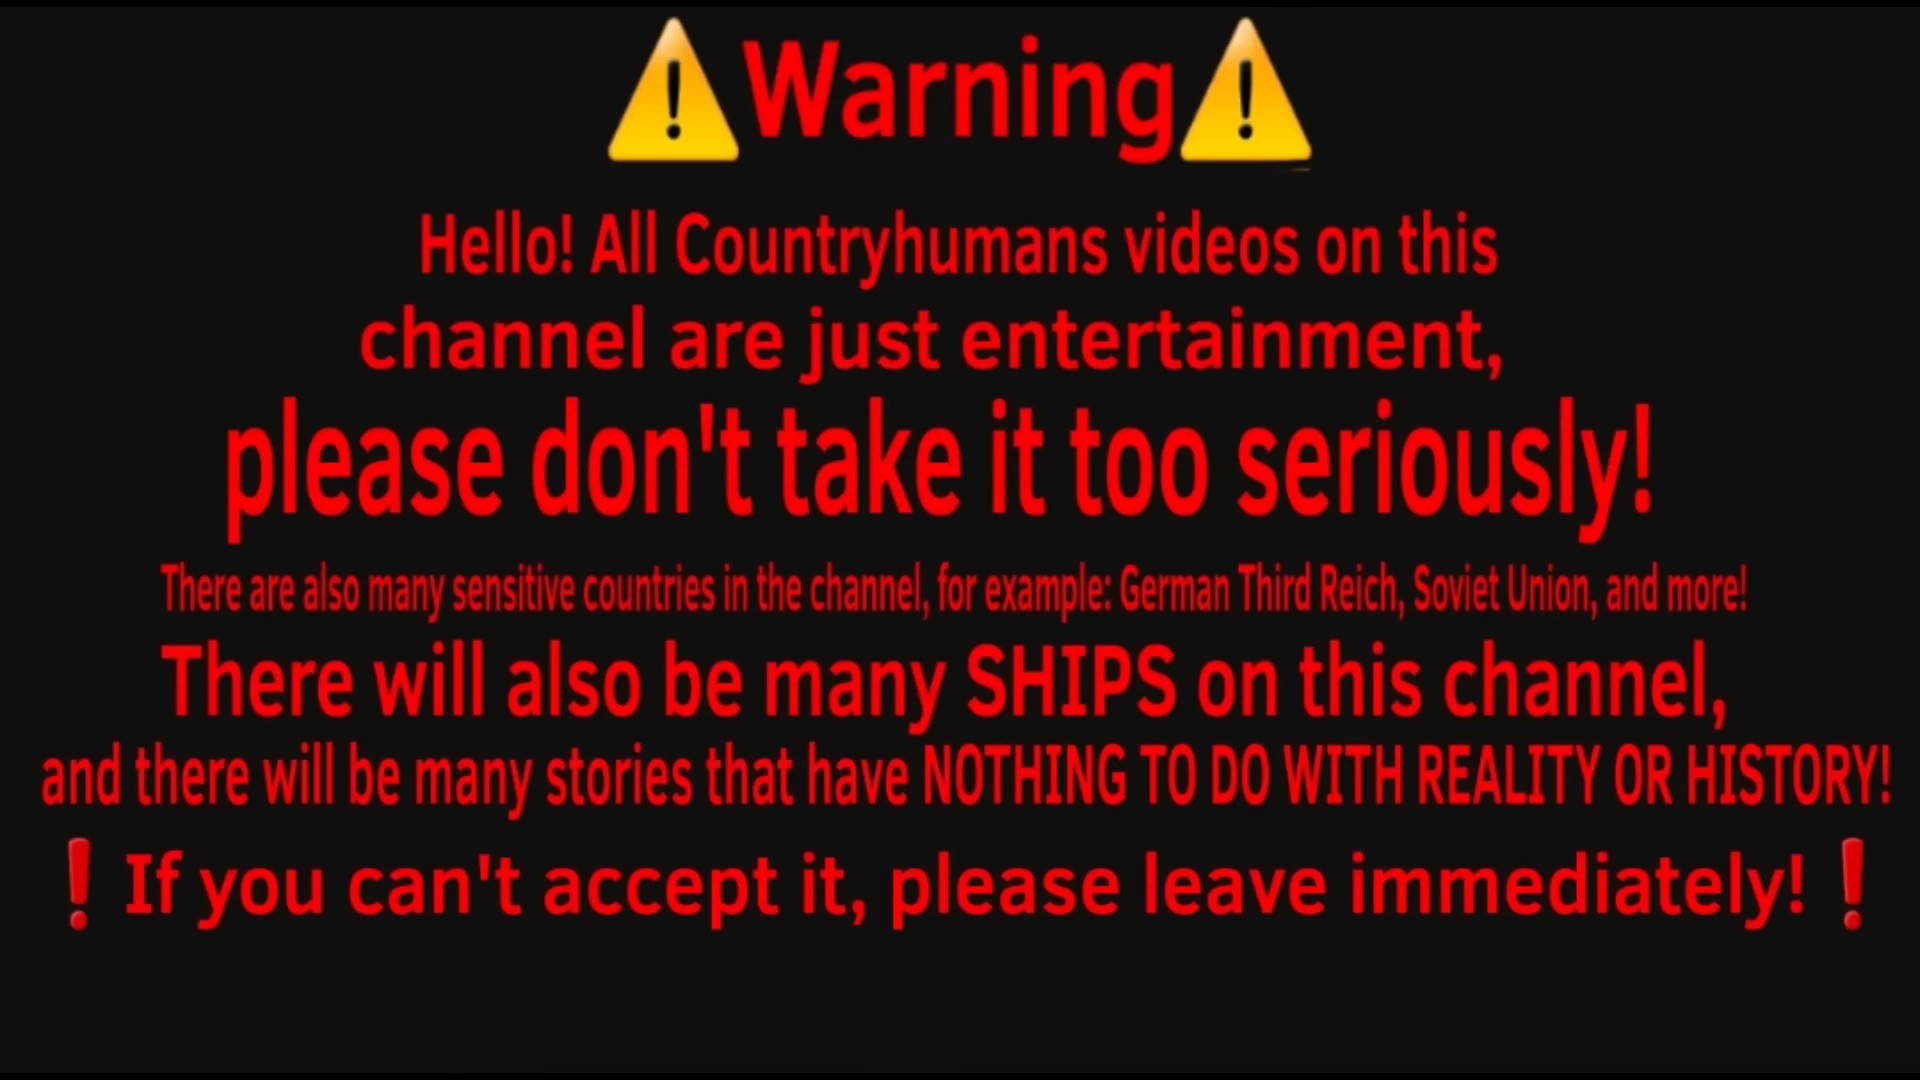 ⚠️Warning⚠️
Hello! All Countryhumans videos on this
channel are just entertainment,
please don't take it too seriously!
There are also many sensitive countries in the channel, for example: German Third Reich, Soviet Union, and more!
There will also be many SHIPS on this channel,
and there will be many stories that have NOTHING TO DO WITH REALITY OR HISTORY!
❗If you can't accept it, please leave immediately!❗